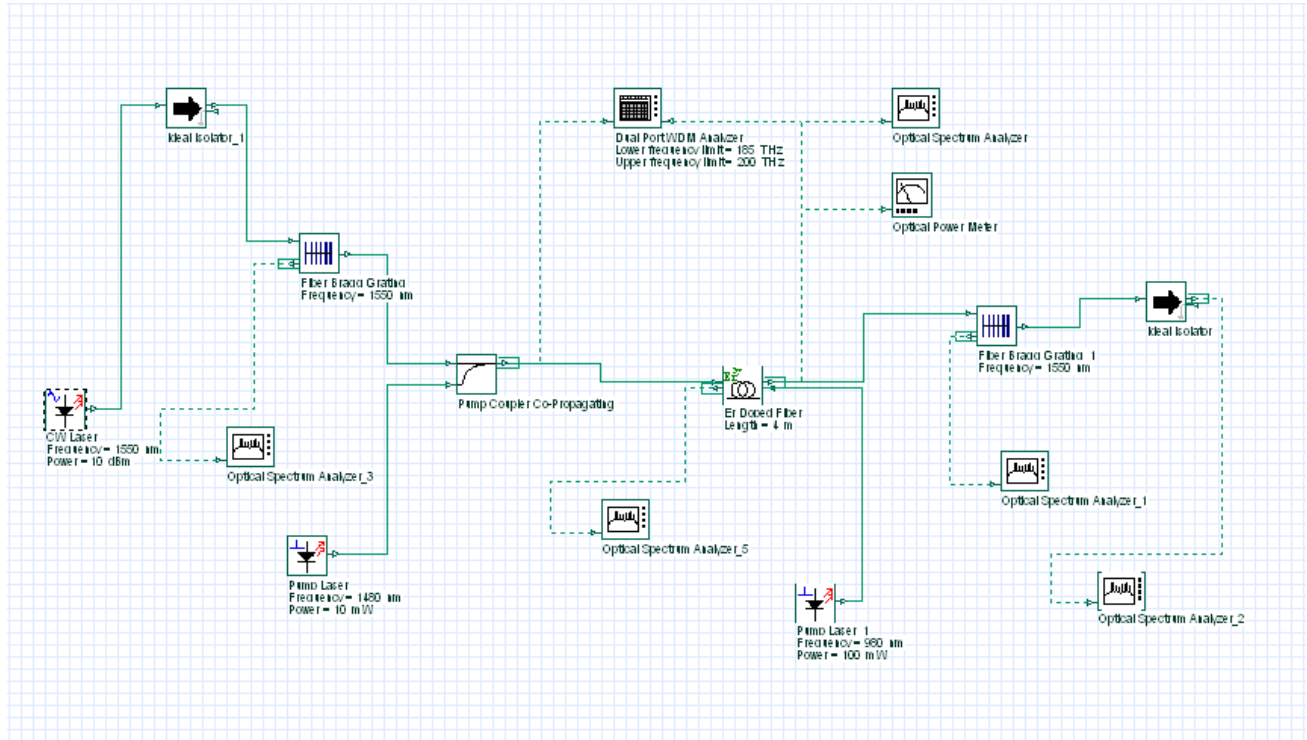 Ideal Isolator_1
Dual Port WDM Analyzer
Lower frequency limit= 185 THz
Upper frequency limit= 200 THz
Optical Spectrum Analyzer
Optical Power Meter
Fiber Bragg Grating
Frequency = 1550 nm
Ideal Isolator
Fiber Bragg Grating_1
Frequency = 1550 nm
Pump Coupler Co-Propagating
Er Doped Fiber
Length = 4 m
CW Laser
Frequency = 1550 nm
Power = 10 dBm
Optical Spectrum Analyzer_3
Optical Spectrum Analyzer_1
Optical Spectrum Analyzer_5
Pump Laser
Frequency = 1480 nm
Power = 10 mW
Optical Spectrum Analyzer_2
Pump Laser_1
Frequency = 980 nm
Power = 100 mW